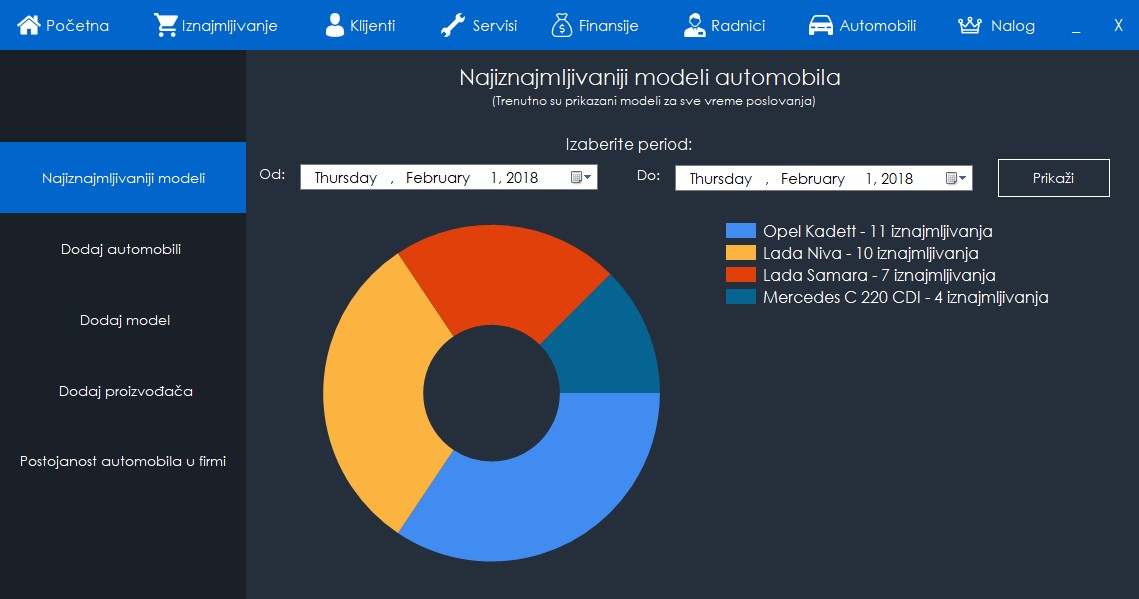 Početna Iznajmljivanje Klijenti Servisi Finansije Radnici Automobili Nalog _ X
Najiznajmljivaniji modeli automobila
(Trenutno su prikazani modeli za sve vreme poslovanja)
Izaberite period:
Od: Thursday , February 1, 2018 Do: Thursday , February 1, 2018 Prikaži
Najiznajmljivaniji modeli
Dodaj automobili
Dodaj model
Dodaj proizvođača
Postojanost automobila u firmi
Opel Kadett - 11 iznajmljivanja
Lada Niva - 10 iznajmljivanja
Lada Samara - 7 iznajmljivanja
Mercedes C 220 CDI - 4 iznajmljivanja